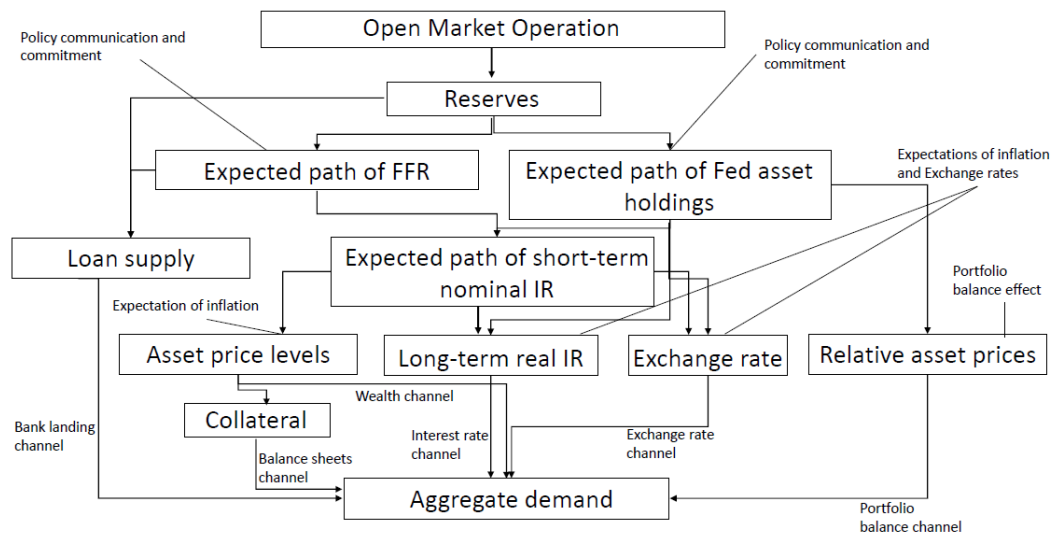 Open Market Operation
Policy communication and
commitment
Policy communication and
commitment
Reserves
Expected path of FFR
Expected path of Fed asset
holdings
Expectations of inflation
and Exchange rates
Loan supply
Expected path of short-term
nominal IR
Portfolio
balance effect
Expectation of inflation
Asset price levels
Long-term real IR
Exchange rate
Relative asset prices
Wealth channel
Collateral
Bank landing
channel
Interest rate
channel
Exchange rate
channel
Balance sheets
channel
Aggregate demand
Portfolio
balance channel